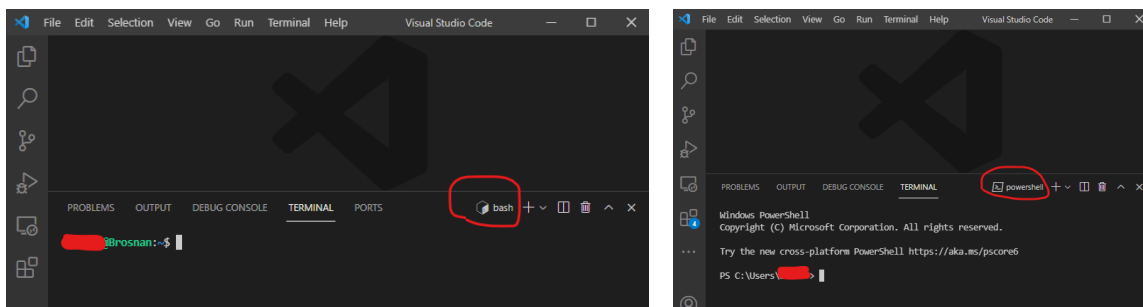 File Edit Selection View Go Run Terminal Help Visual Studio Code
PROBLEMS OUTPUT DEBUG CONSOLE TERMINAL PORTS bash
@Brosnan:~$
File Edit Selection View Go Run Terminal Help Visual Studio Code
PROBLEMS OUTPUT DEBUG CONSOLE TERMINAL powershell
Windows PowerShell
Copyright (C) Microsoft Corporation. All rights reserved.
Try the new cross-platform PowerShell https://aka.ms/pscore6
4
PS C:\Users\ >